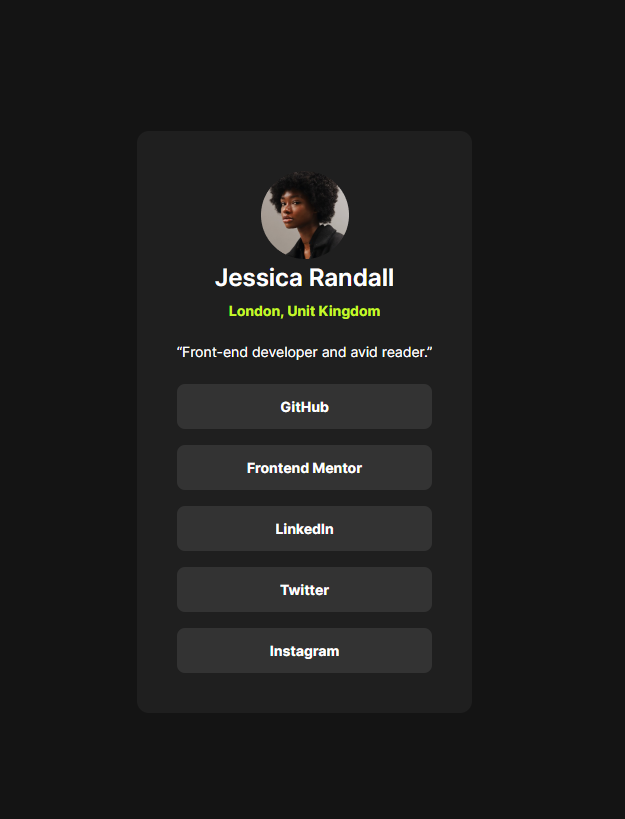 Jessica Randall
London, Unit Kingdom
“Front-end developer and avid reader.”
GitHub
Frontend Mentor
LinkedIn
Twitter
Instagram